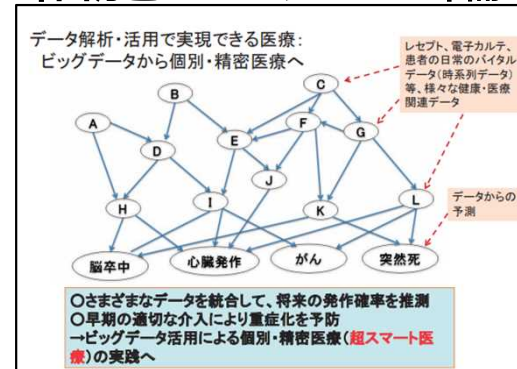 データ解析・活用で実現できる医療:
ビッグデータから個別・精密医療へ
レセプト、電子カルテ、
患者の日常のバイタル
データ(時系列データ)
等、様々な健康・医療
関連データ
C
B
A
F
G
E
D
J
I
L
H
K
データからの
予測
脳卒中
心臓発作
がん
突然死
○さまざまなデータを統合して、将来の発作確率を推測
○早期の適切な介入により重症化を予防
→ビッグデータ活用による個別・精密医療(超スマート医
療)の実践へ